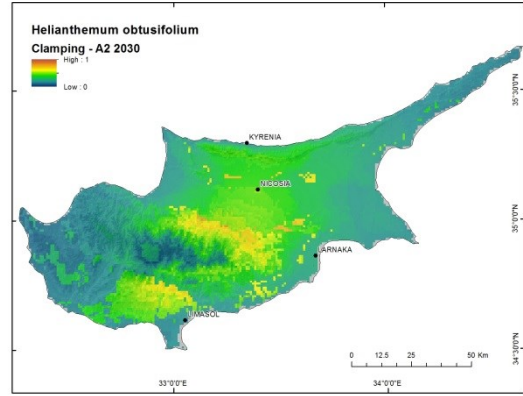 Helianthemum obtusifolium
Clamping - A2 2030
High : 1
Low : 0
KYRENIA
NICOSIA
LARNAKA
LIMASOL
0 12.5 25 50 Km
33°0'0"E
34°0'0"E
35°30'0"N
35°0'0"N
34°30'0"N